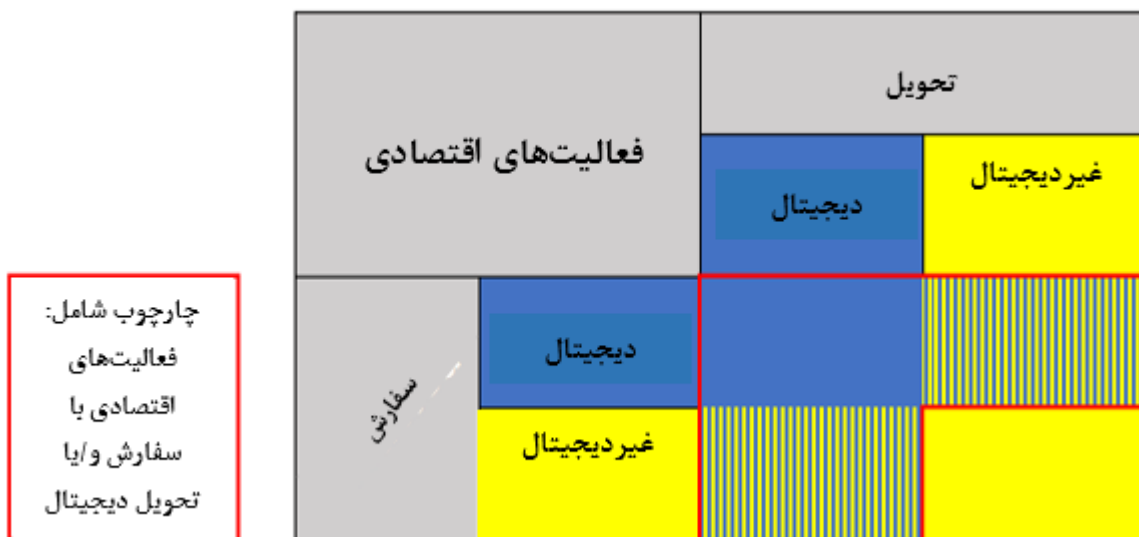 تحویل
فعالیت‌های اقتصادی
غیردیجیتال
دیجیتال
چارچوب شامل:
فعالیت‌های
اقتصادی با
سفارش و/یا
تحویل دیجیتال
سفارش
دیجیتال
غیردیجیتال